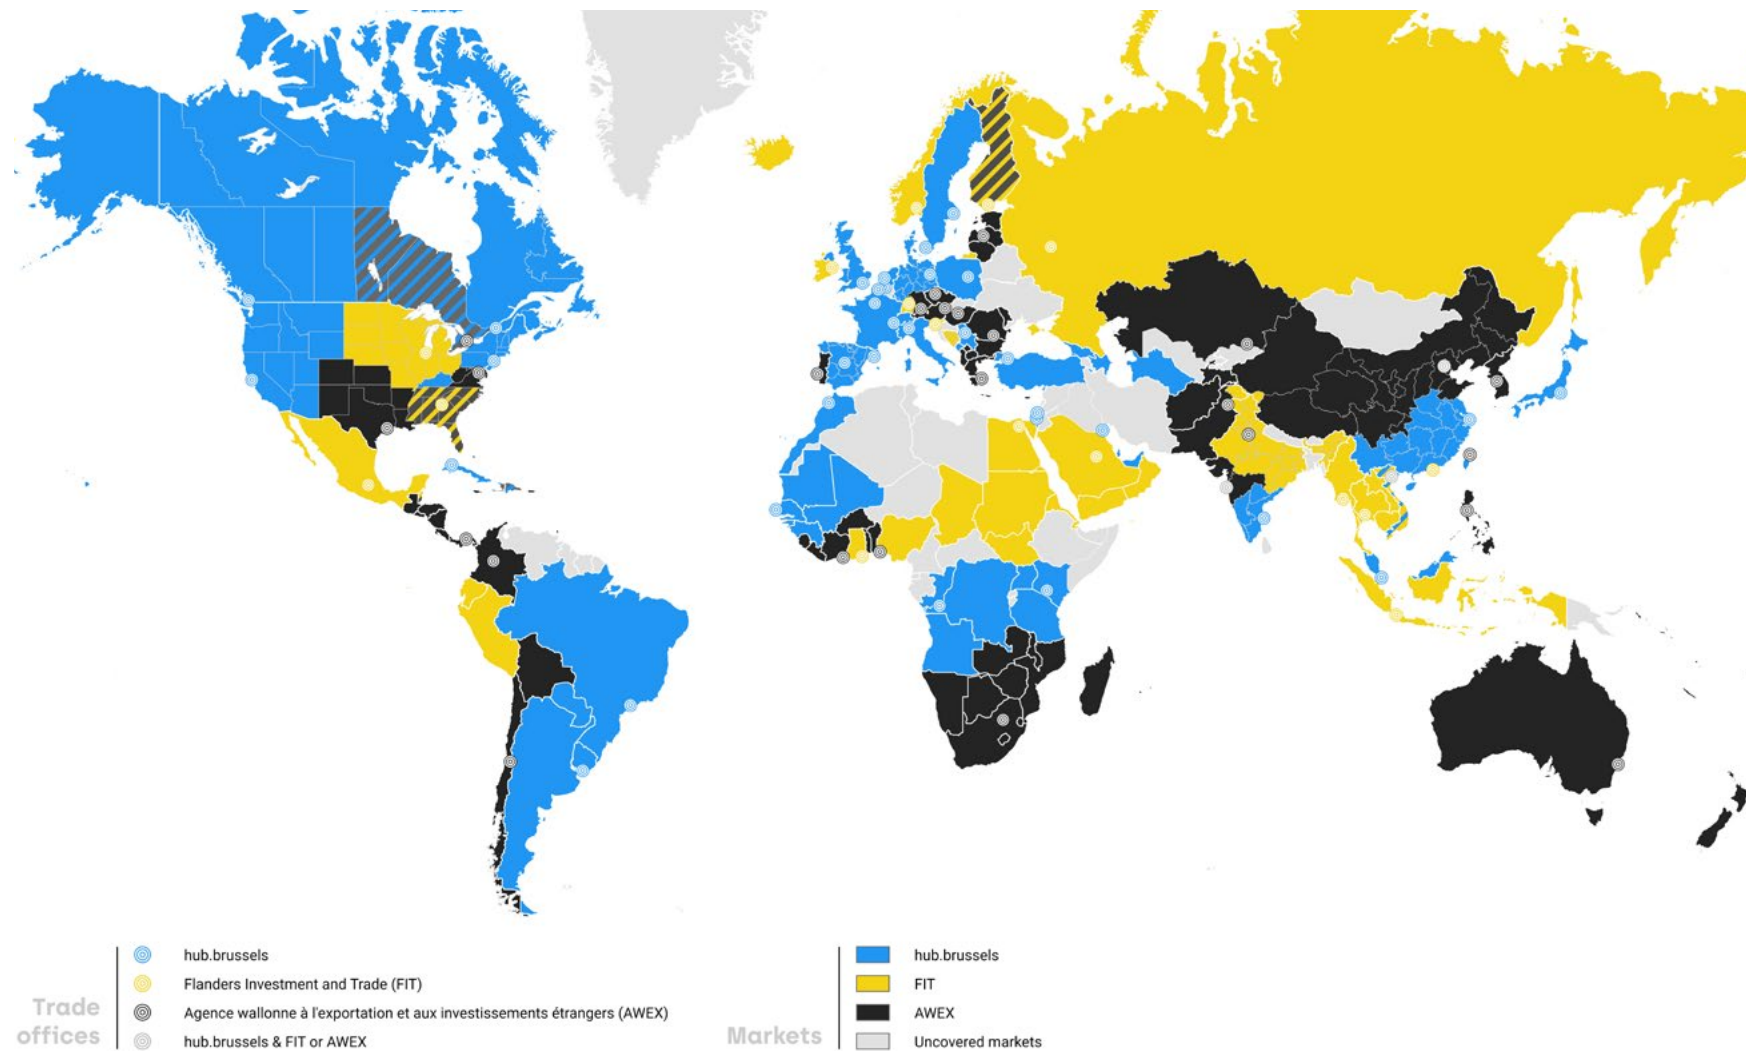 Trade
offices
hub.brussels
Flanders Investment and Trade (FIT)
Agence wallonne à l'exportation et aux investissements étrangers (AWEX)
hub.brussels & FIT or AWEX
Markets
hub.brussels
FIT
AWEX
Uncovered markets